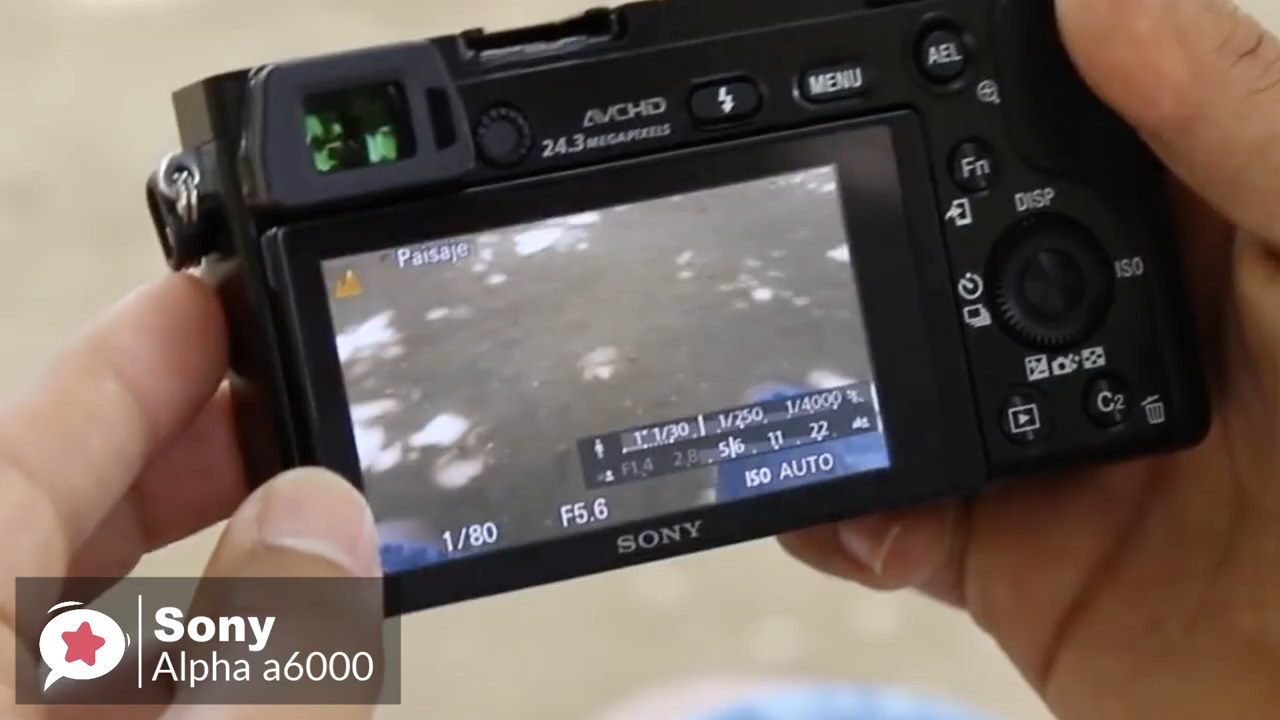 AEL
MENU
AVCHD
24.3 MEGAPIXELS
Fn
DISP
ISO
Paisaje
1" 1/30 1/250 1/4000
F1.4 2.8 5.6 11 22
ISO AUTO
1/80 F5.6
SONY
C2
Sony
Alpha a6000